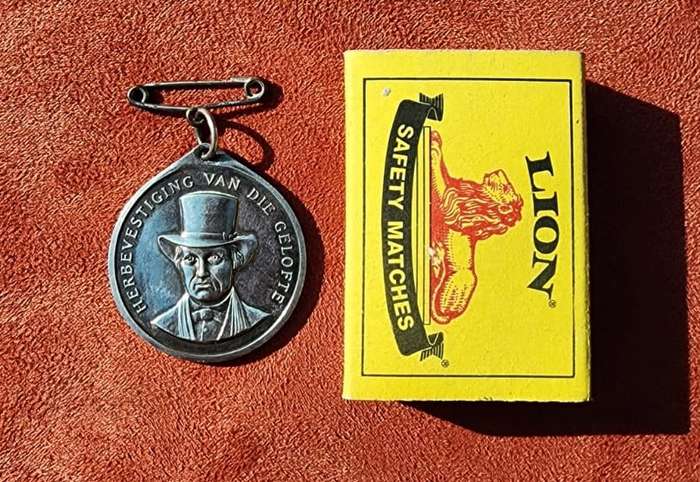 HERBEVESTIGING VAN DIE GELOFTE
LION®
SAFETY MATCHES®